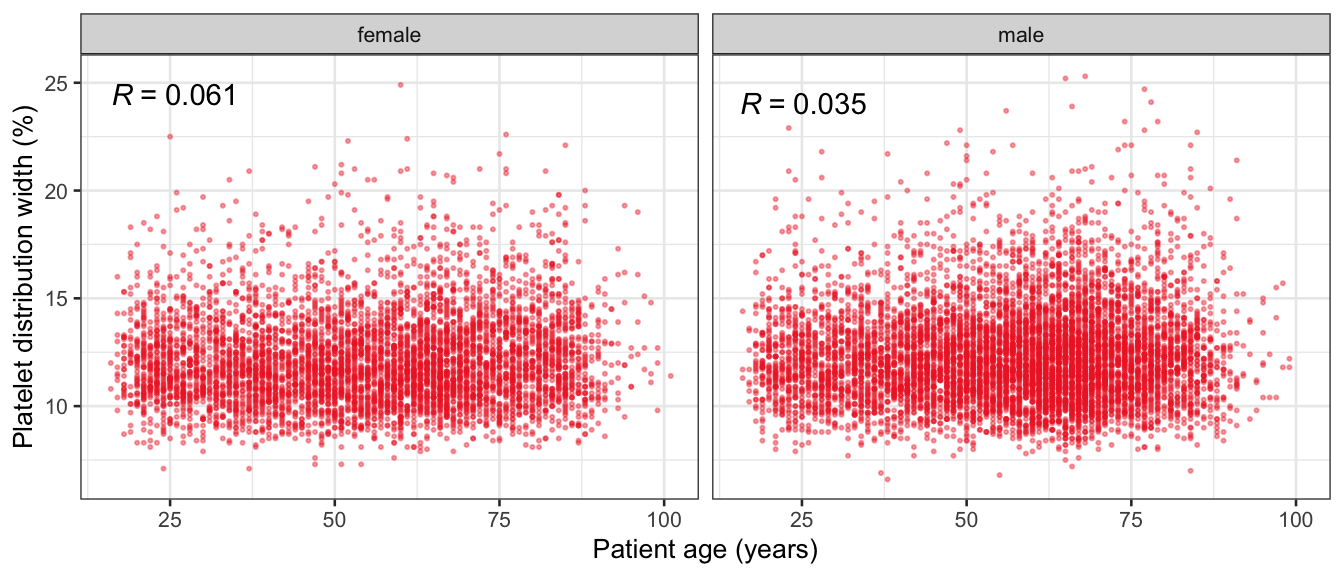 female
male
R = 0.061
R = 0.035
Platelet distribution width (%)
25
20
15
10
25
50
75
100
25
50
75
100
Patient age (years)